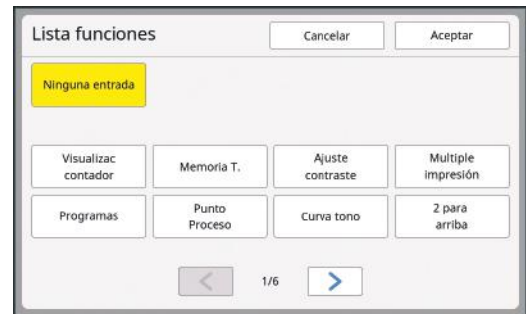 Lista funciones
Cancelar
Aceptar
Ninguna entrada
Visualizac
contador
Memoria T.
Ajuste
contraste
Multiple
impresión
Programas
Punto
Proceso
Curva tono
2 para
arriba
1/6